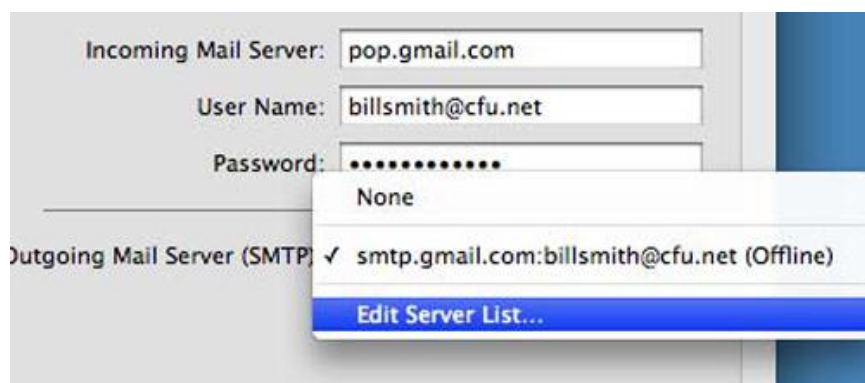 Incoming Mail Server: pop.gmail.com
User Name: billsmith@cfu.net
Password: ••••••••••••
None
Outgoing Mail Server (SMTP) ✓ smtp.gmail.com:billsmith@cfu.net (Offline)
Edit Server List...